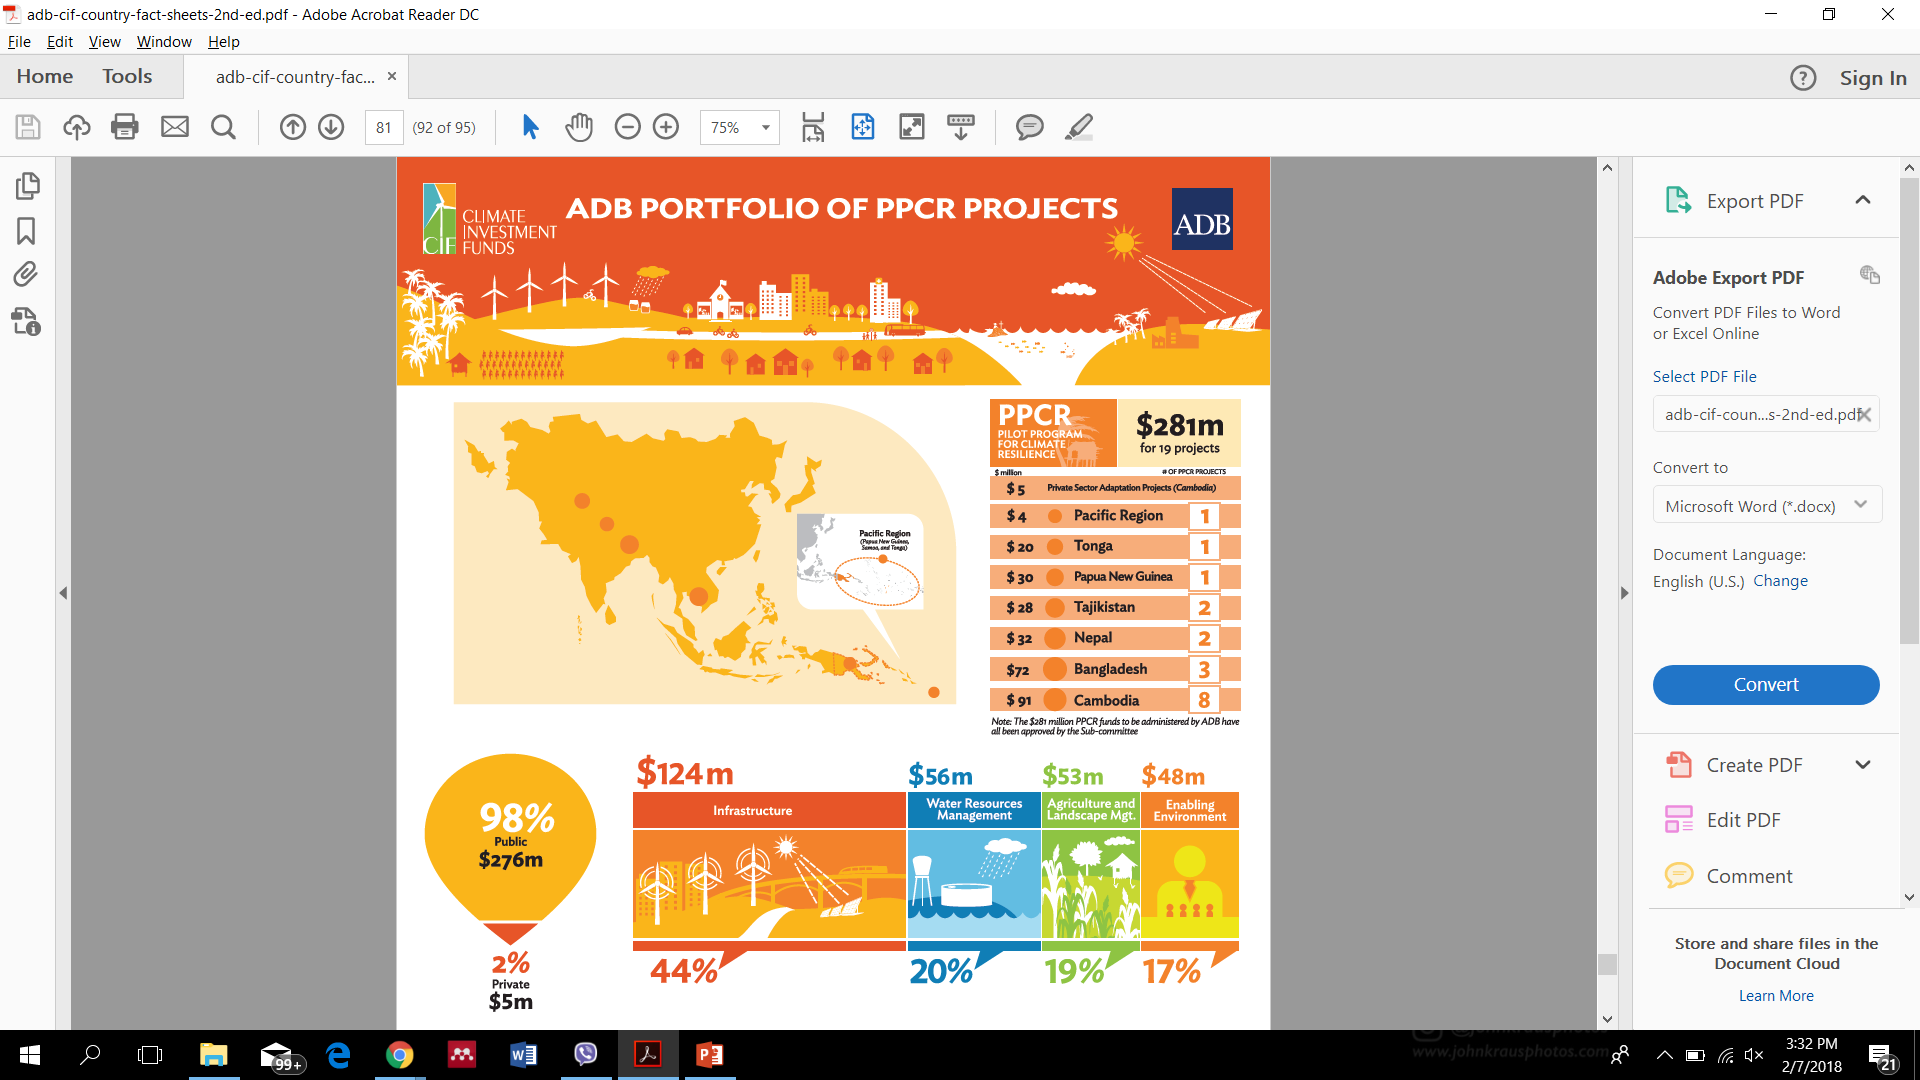 adb-cif-country-fact-sheets-2nd-ed.pdf - Adobe Acrobat Reader DC
File Edit View Window Help
Home Tools adb-cif-country-fac... × Sign In
81 (92 of 95) 75%
CLIMATE
INVESTMENT
FUNDS
CIF
ADB PORTFOLIO OF PPCR PROJECTS
ADB
Pacific Region
(Papua New Guinea,
Samoa, and Tonga)
PPCR
PILOT PROGRAM
FOR CLIMATE
RESILIENCE
$281m
for 19 projects
$ million # OF PPCR PROJECTS
$ 5 Private Sector Adaptation Projects (Cambodia)
$ 4 Pacific Region 1
$ 20 Tonga 1
$ 30 Papua New Guinea 1
$ 28 Tajikistan 2
$ 32 Nepal 2
$72 Bangladesh 3
$ 91 Cambodia 8
Note: The $281 million PPCR funds to be administered by ADB have
all been approved by the Sub-committee
98%
Public
$276m
2%
Private
$5m
$124m $56m $53m $48m
Infrastructure
Water Resources
Management
Agriculture and
Landscape Mgt.
Enabling
Environment
44% 20% 19% 17%
Export PDF
Adobe Export PDF
Convert PDF Files to Word
or Excel Online
Select PDF File
adb-cif-coun...s-2nd-ed.pdf
Convert to
Microsoft Word (*.docx)
Document Language:
English (U.S.) Change
Convert
Create PDF
Edit PDF
Comment
Store and share files in the
Document Cloud
Learn More
99+
www.johnkrausphotos.com
3:32 PM
2/7/2018
21